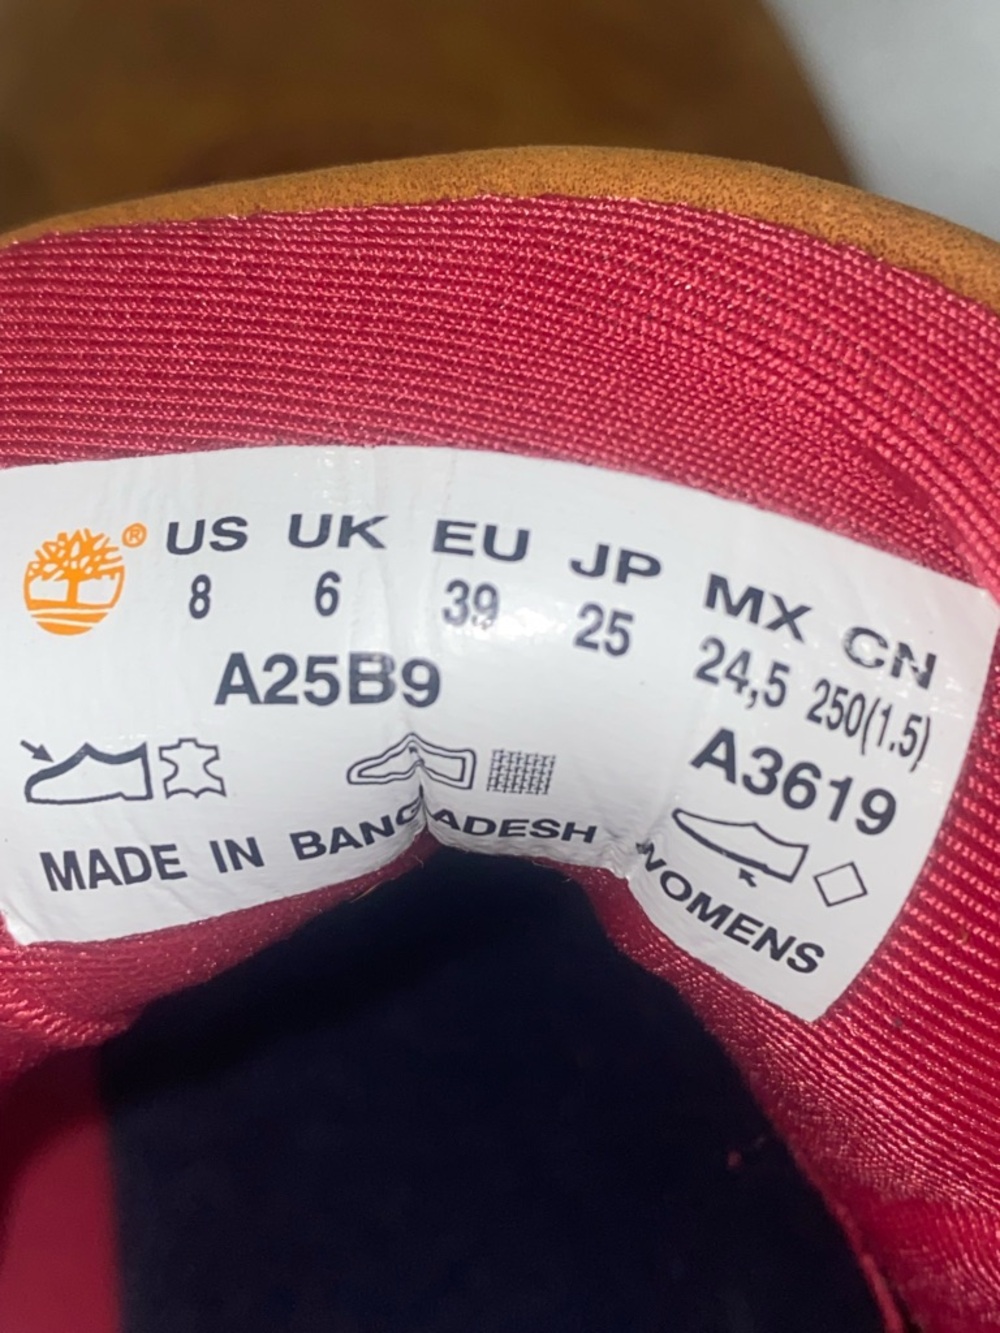 ® US UK EU JP MX CN
8 6 39 25 24,5 250(1.5)
A25B9 A3619
MADE IN BANGLADESH WOMENS